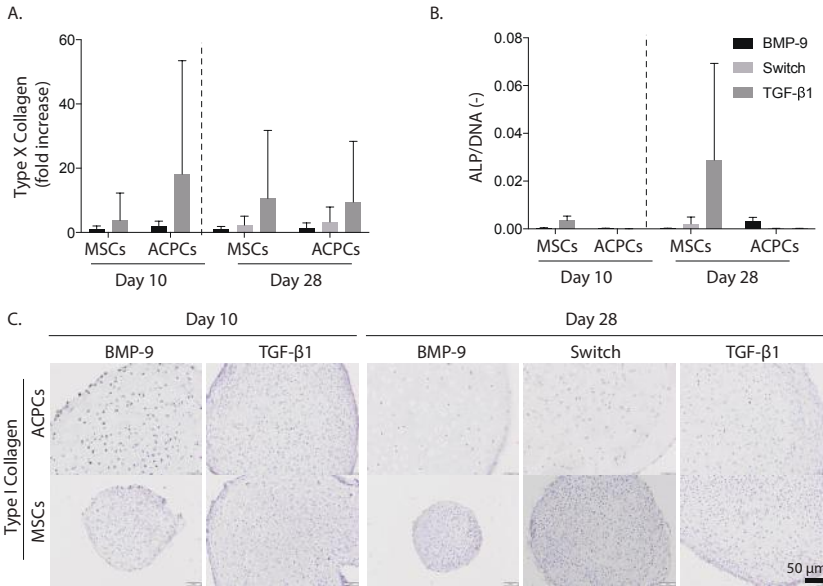 A.
Type X Collagen
(fold increase)
60
40
20
0
MSCs ACPCs MSCs ACPCs
Day 10 Day 28
B.
ALP/DNA (-)
0.08
0.06
0.04
0.02
0.00
BMP-9
Switch
TGF-β1
MSCs ACPCs MSCs ACPCs
Day 10 Day 28
C.
Day 10 Day 28
BMP-9 TGF-β1 BMP-9 Switch TGF-β1
Type I Collagen
ACPCs
MSCs
50 μm